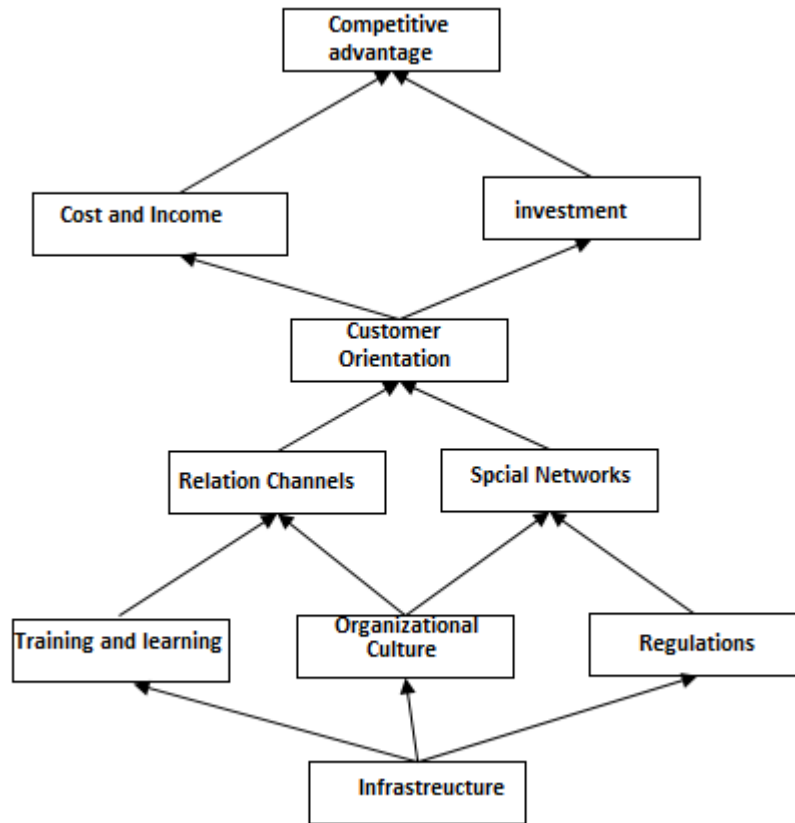 Competitive
advantage
Cost and Income
investment
Customer
Orientation
Relation Channels
Spcial Networks
Training and learning
Organizational
Culture
Regulations
Infrastreucture